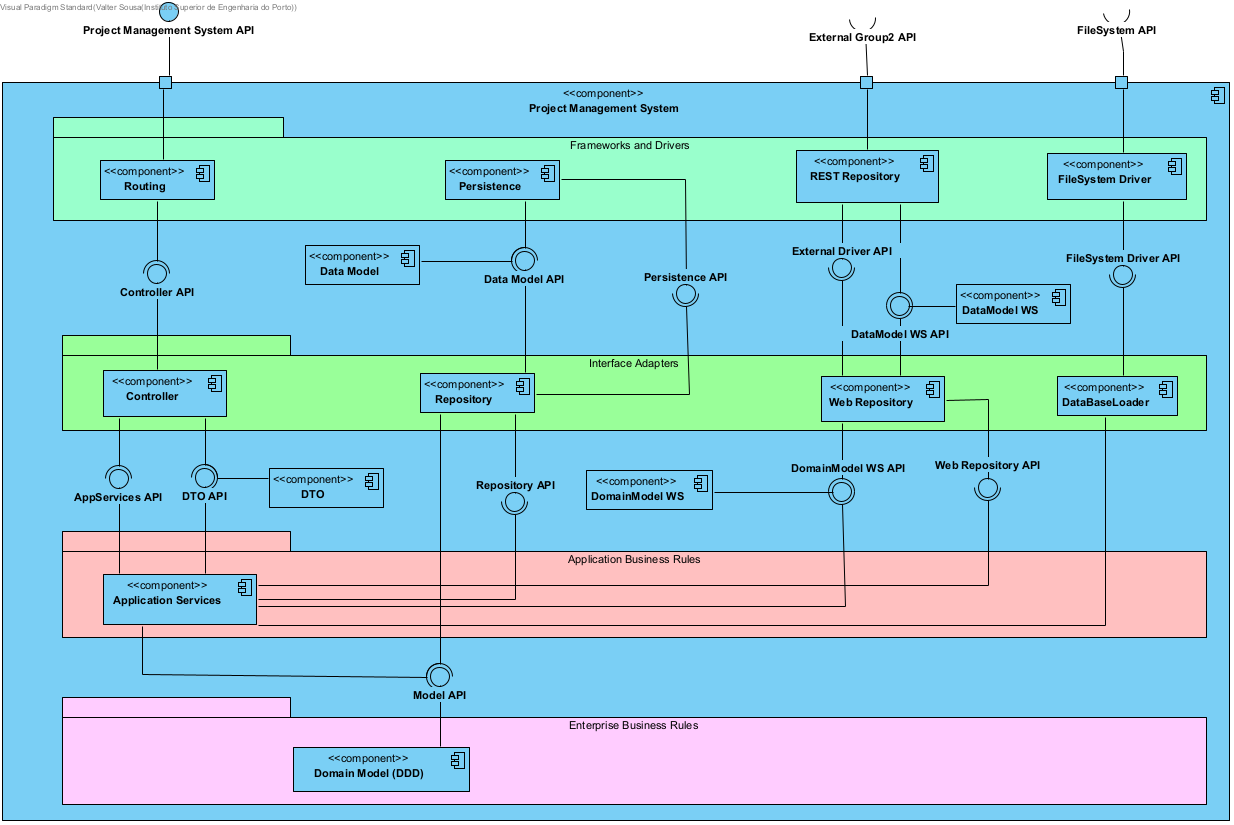 Visual Paradigm Standard(Valter Sousa(Instituto Superior de Engenharia do Porto))
Project Management System API
External Group2 API
FileSystem API
<<component>>
Project Management System
Frameworks and Drivers
<<component>>
Routing
<<component>>
Persistence
<<component>>
REST Repository
<<component>>
FileSystem Driver
Controller API
<<component>>
Data Model
Data Model API
Persistence API
External Driver API
FileSystem Driver API
<<component>>
DataModel WS
DataModel WS API
Interface Adapters
<<component>>
Controller
<<component>>
Repository
<<component>>
Web Repository
<<component>>
DataBaseLoader
AppServices API
DTO API
<<component>>
DTO
Repository API
<<component>>
DomainModel WS
DomainModel WS API
Web Repository API
Application Business Rules
<<component>>
Application Services
Model API
Enterprise Business Rules
<<component>>
Domain Model (DDD)